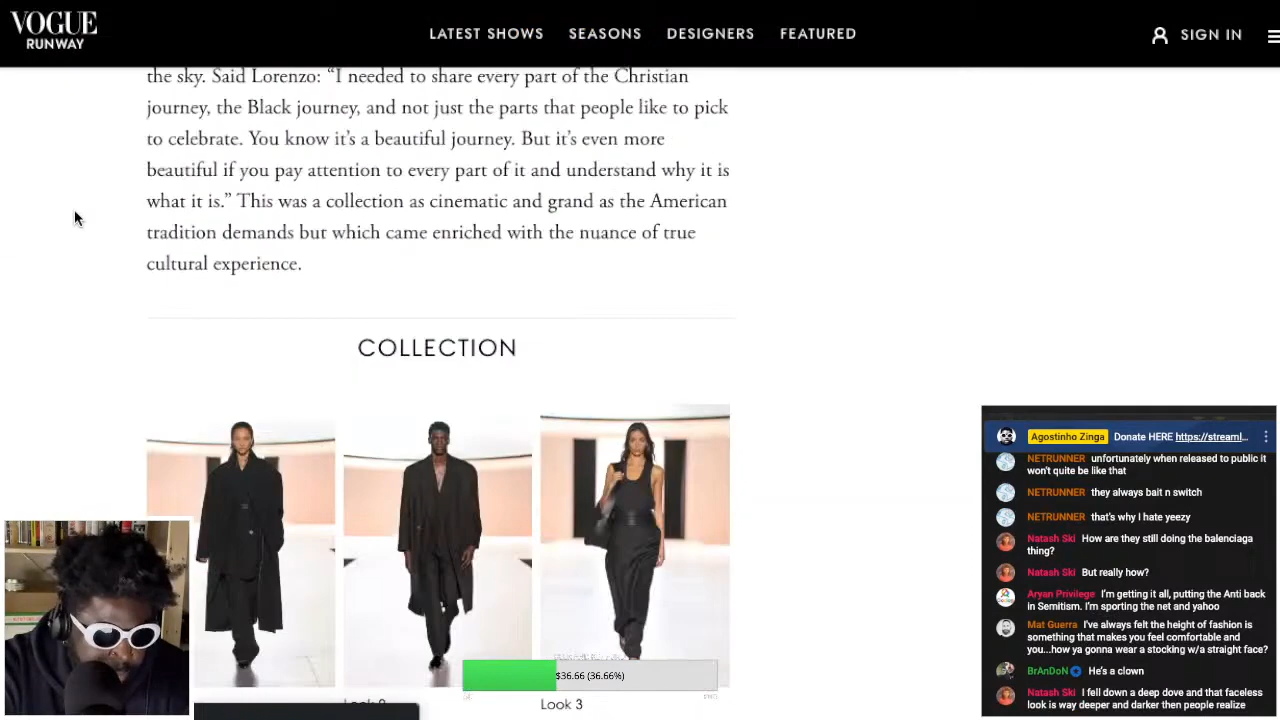 VOGUE
RUNWAY
LATEST SHOWS
SEASONS
DESIGNERS
FEATURED
SIGN IN
the sky. Said Lorenzo: “I needed to share every part of the Christian
journey, the Black journey, and not just the parts that people like to pick
to celebrate. You know it’s a beautiful journey. But it’s even more
beautiful if you pay attention to every part of it and understand why it is
what it is.” This was a collection as cinematic and grand as the American
tradition demands but which came enriched with the nuance of true
cultural experience.
COLLECTION
$36.66 (36.66%)
Look 3
Agostinho Zinga Donate HERE https://streaml...
NETRUNNER unfortunately when released to public it
won't quite be like that
NETRUNNER they always bait n switch
NETRUNNER that's why I hate yeezy
Natash Ski How are they still doing the balenciaga
thing?
Natash Ski But really how?
Aryan Privilege I'm getting it all, putting the Anti back
in Semitism. I'm sporting the net and yahoo
Mat Guerra I've always felt the height of fashion is
something that makes you feel comfortable and
you...how ya gonna wear a stocking w/a straight face?
BrAnDoN He's a clown
Natash Ski I fell down a deep dove and that faceless
look is way deeper and darker then people realize